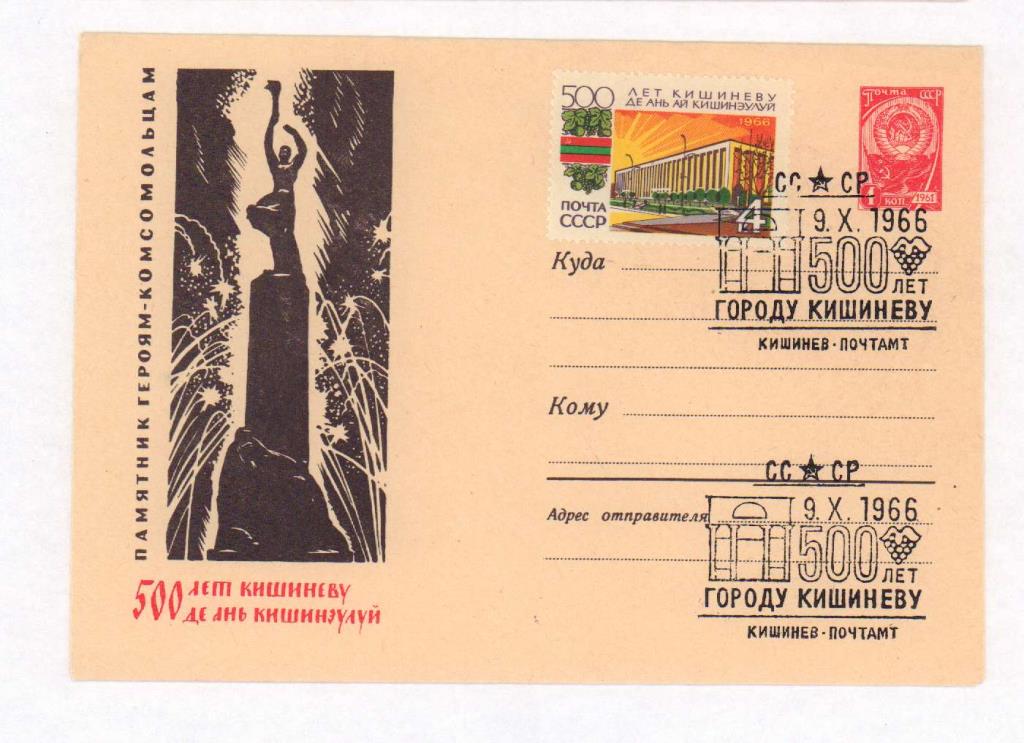 ПАМЯТНИК ГЕРОЯМ-КОМСОМОЛЬЦАМ
500 лет КИШИНЕВУ
ДЕ АНЬ КИШИНЭУЛУЙ
500 ЛЕТ КИШИНЕВУ
ДЕ АНЬ АЙ КИШИНЭУЛУЙ
1966
ПОЧТА
СССР
4
Почта СССР
4 КОП. 1961
СС ★ СР
9. X. 1966
500 ЛЕТ
ГОРОДУ КИШИНЕВУ
КИШИНЕВ-ПОЧТАМТ
Куда
Кому
Адрес отправителя
СС ★ СР
9. X. 1966
500 ЛЕТ
ГОРОДУ КИШИНЕВУ
КИШИНЕВ-ПОЧТАМТ